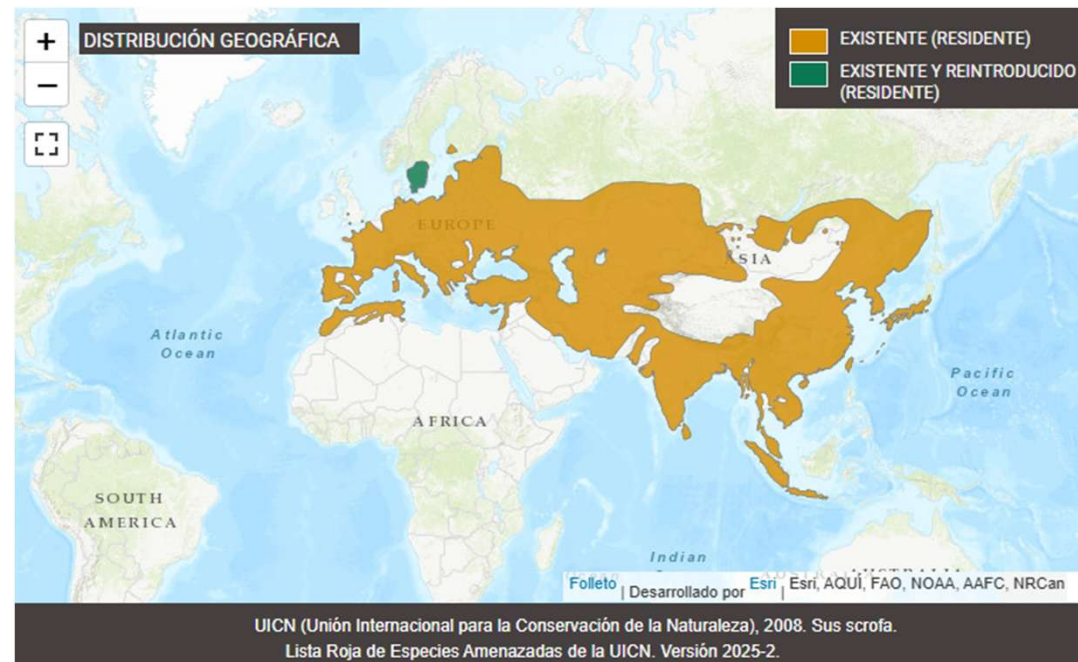 +
DISTRIBUCIÓN GEOGRÁFICA
−
EXISTENTE (RESIDENTE)
EXISTENTE Y REINTRODUCIDO
(RESIDENTE)
EUROPE
ASIA
Atlantic
Ocean
Pacific
Ocean
AFRICA
SOUTH
AMERICA
Indian
Folleto | Desarrollado por Esri | Esri, AQUÍ, FAO, NOAA, AAFC, NRCan
UICN (Unión Internacional para la Conservación de la Naturaleza), 2008. Sus scrofa.
Lista Roja de Especies Amenazadas de la UICN. Versión 2025-2.